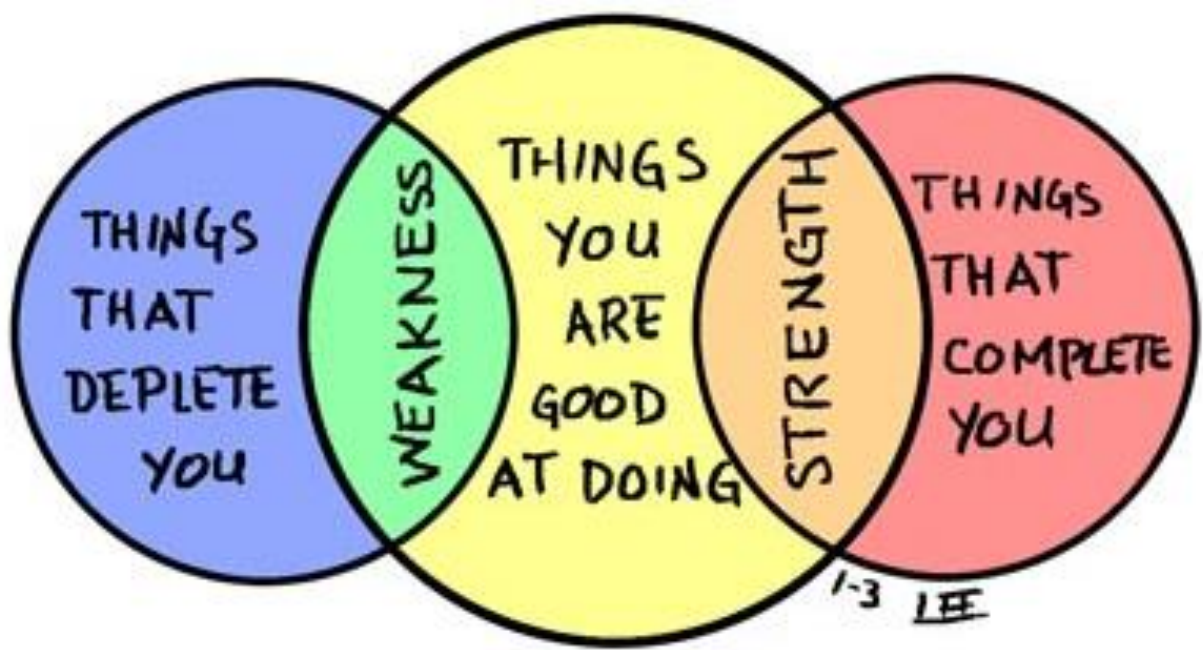 THINGS
THAT
DEPLETE
YOU
WEAKNESS
THINGS
YOU
ARE
GOOD
AT DOING
STRENGTH
THINGS
THAT
COMPLETE
YOU
1-3 LEE